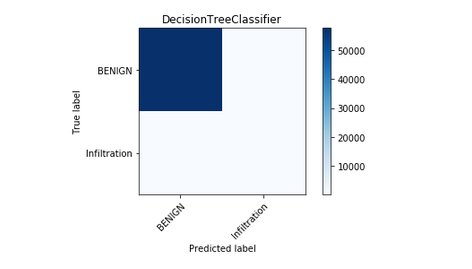 DecisionTreeClassifier
True label
BENIGN
Infiltration
BENIGN
Infiltration
Predicted label
50000
40000
30000
20000
10000